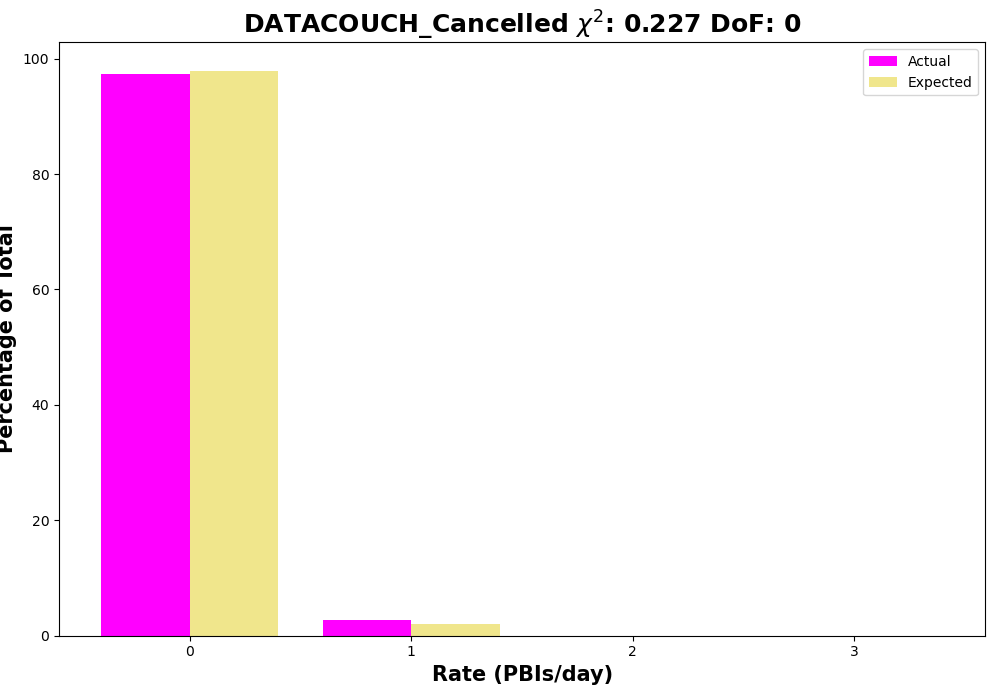 DATACOUCH_Cancelled χ²: 0.227 DoF: 0
Actual
Expected
Percentage of Total
100
80
60
40
20
0
0 1 2 3
Rate (PBIs/day)